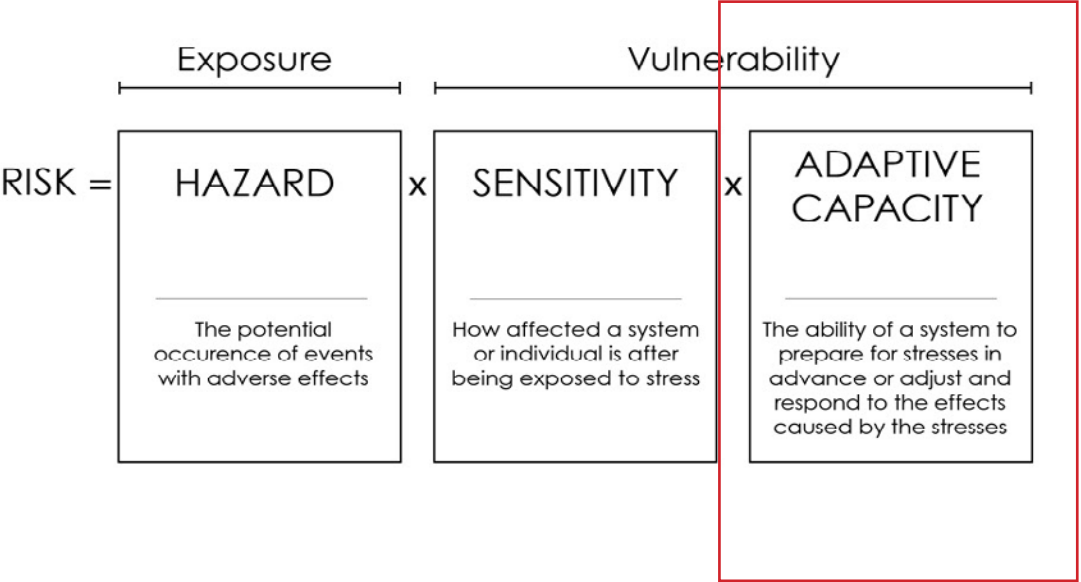 Exposure
Vulnerability
RISK = HAZARD x SENSITIVITY x ADAPTIVE CAPACITY
The potential
occurence of events
with adverse effects
How affected a system
or individual is after
being exposed to stress
The ability of a system to
prepare for stresses in
advance or adjust and
respond to the effects
caused by the stresses